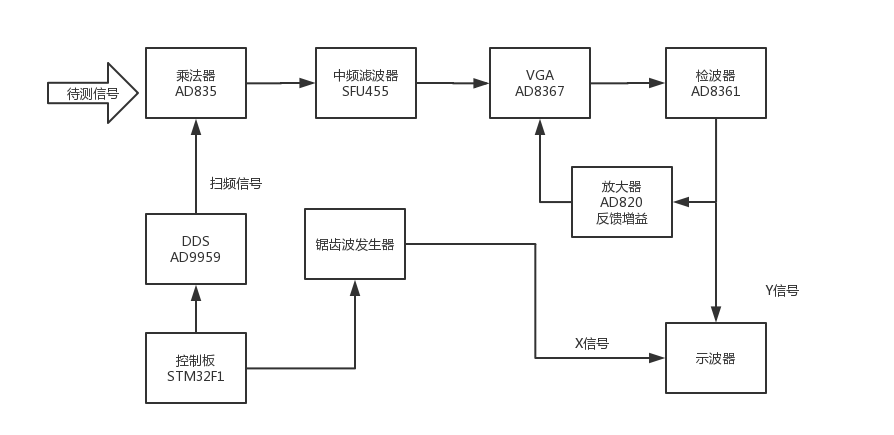 待测信号
乘法器
AD835
中频滤波器
SFU455
VGA
AD8367
检波器
AD8361
扫频信号
放大器
AD820
反馈增益
DDS
AD9959
锯齿波发生器
Y信号
X信号
控制板
STM32F1
示波器